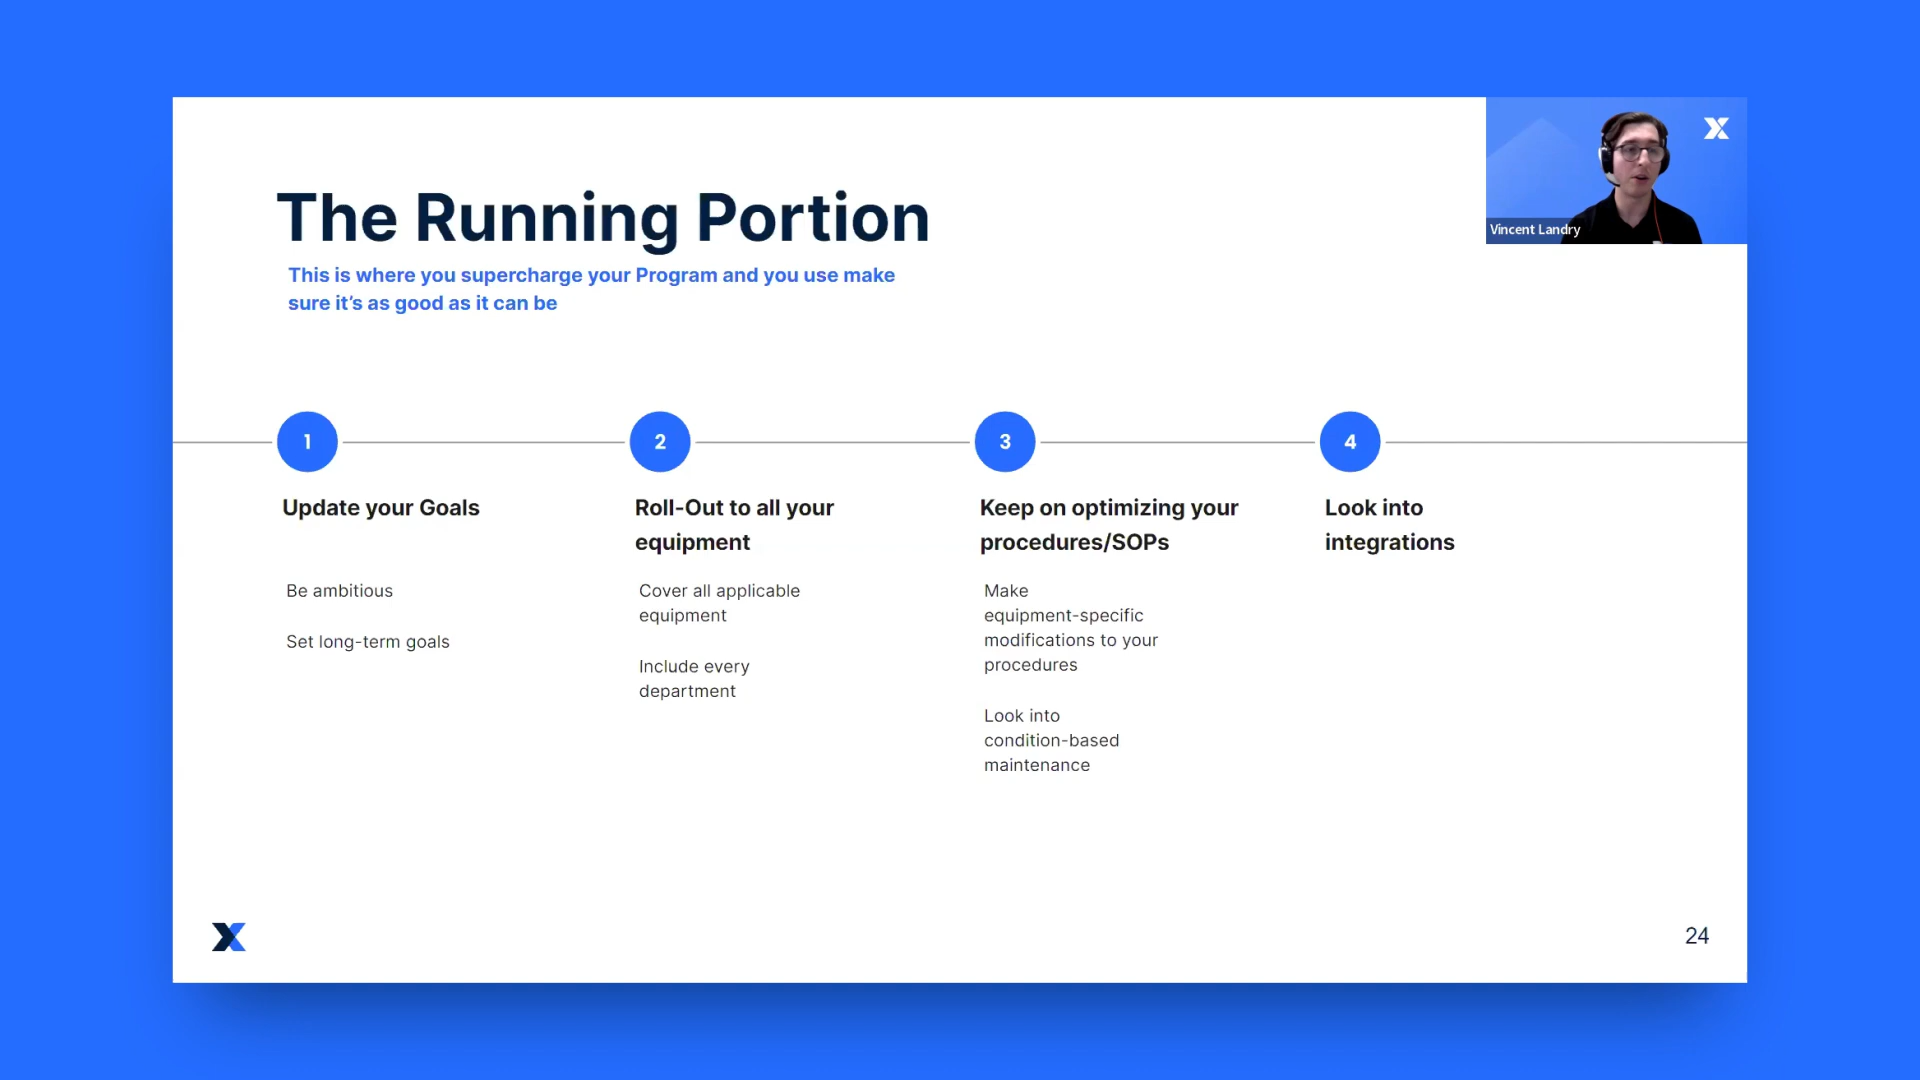 Vincent Landry
The Running Portion
This is where you supercharge your Program and you use make
sure it's as good as it can be
1
2
3
4
Update your Goals
Be ambitious
Set long-term goals
Roll-Out to all your
equipment
Cover all applicable
equipment
Include every
department
Keep on optimizing your
procedures/SOPs
Make
equipment-specific
modifications to your
procedures
Look into
condition-based
maintenance
Look into
integrations
24